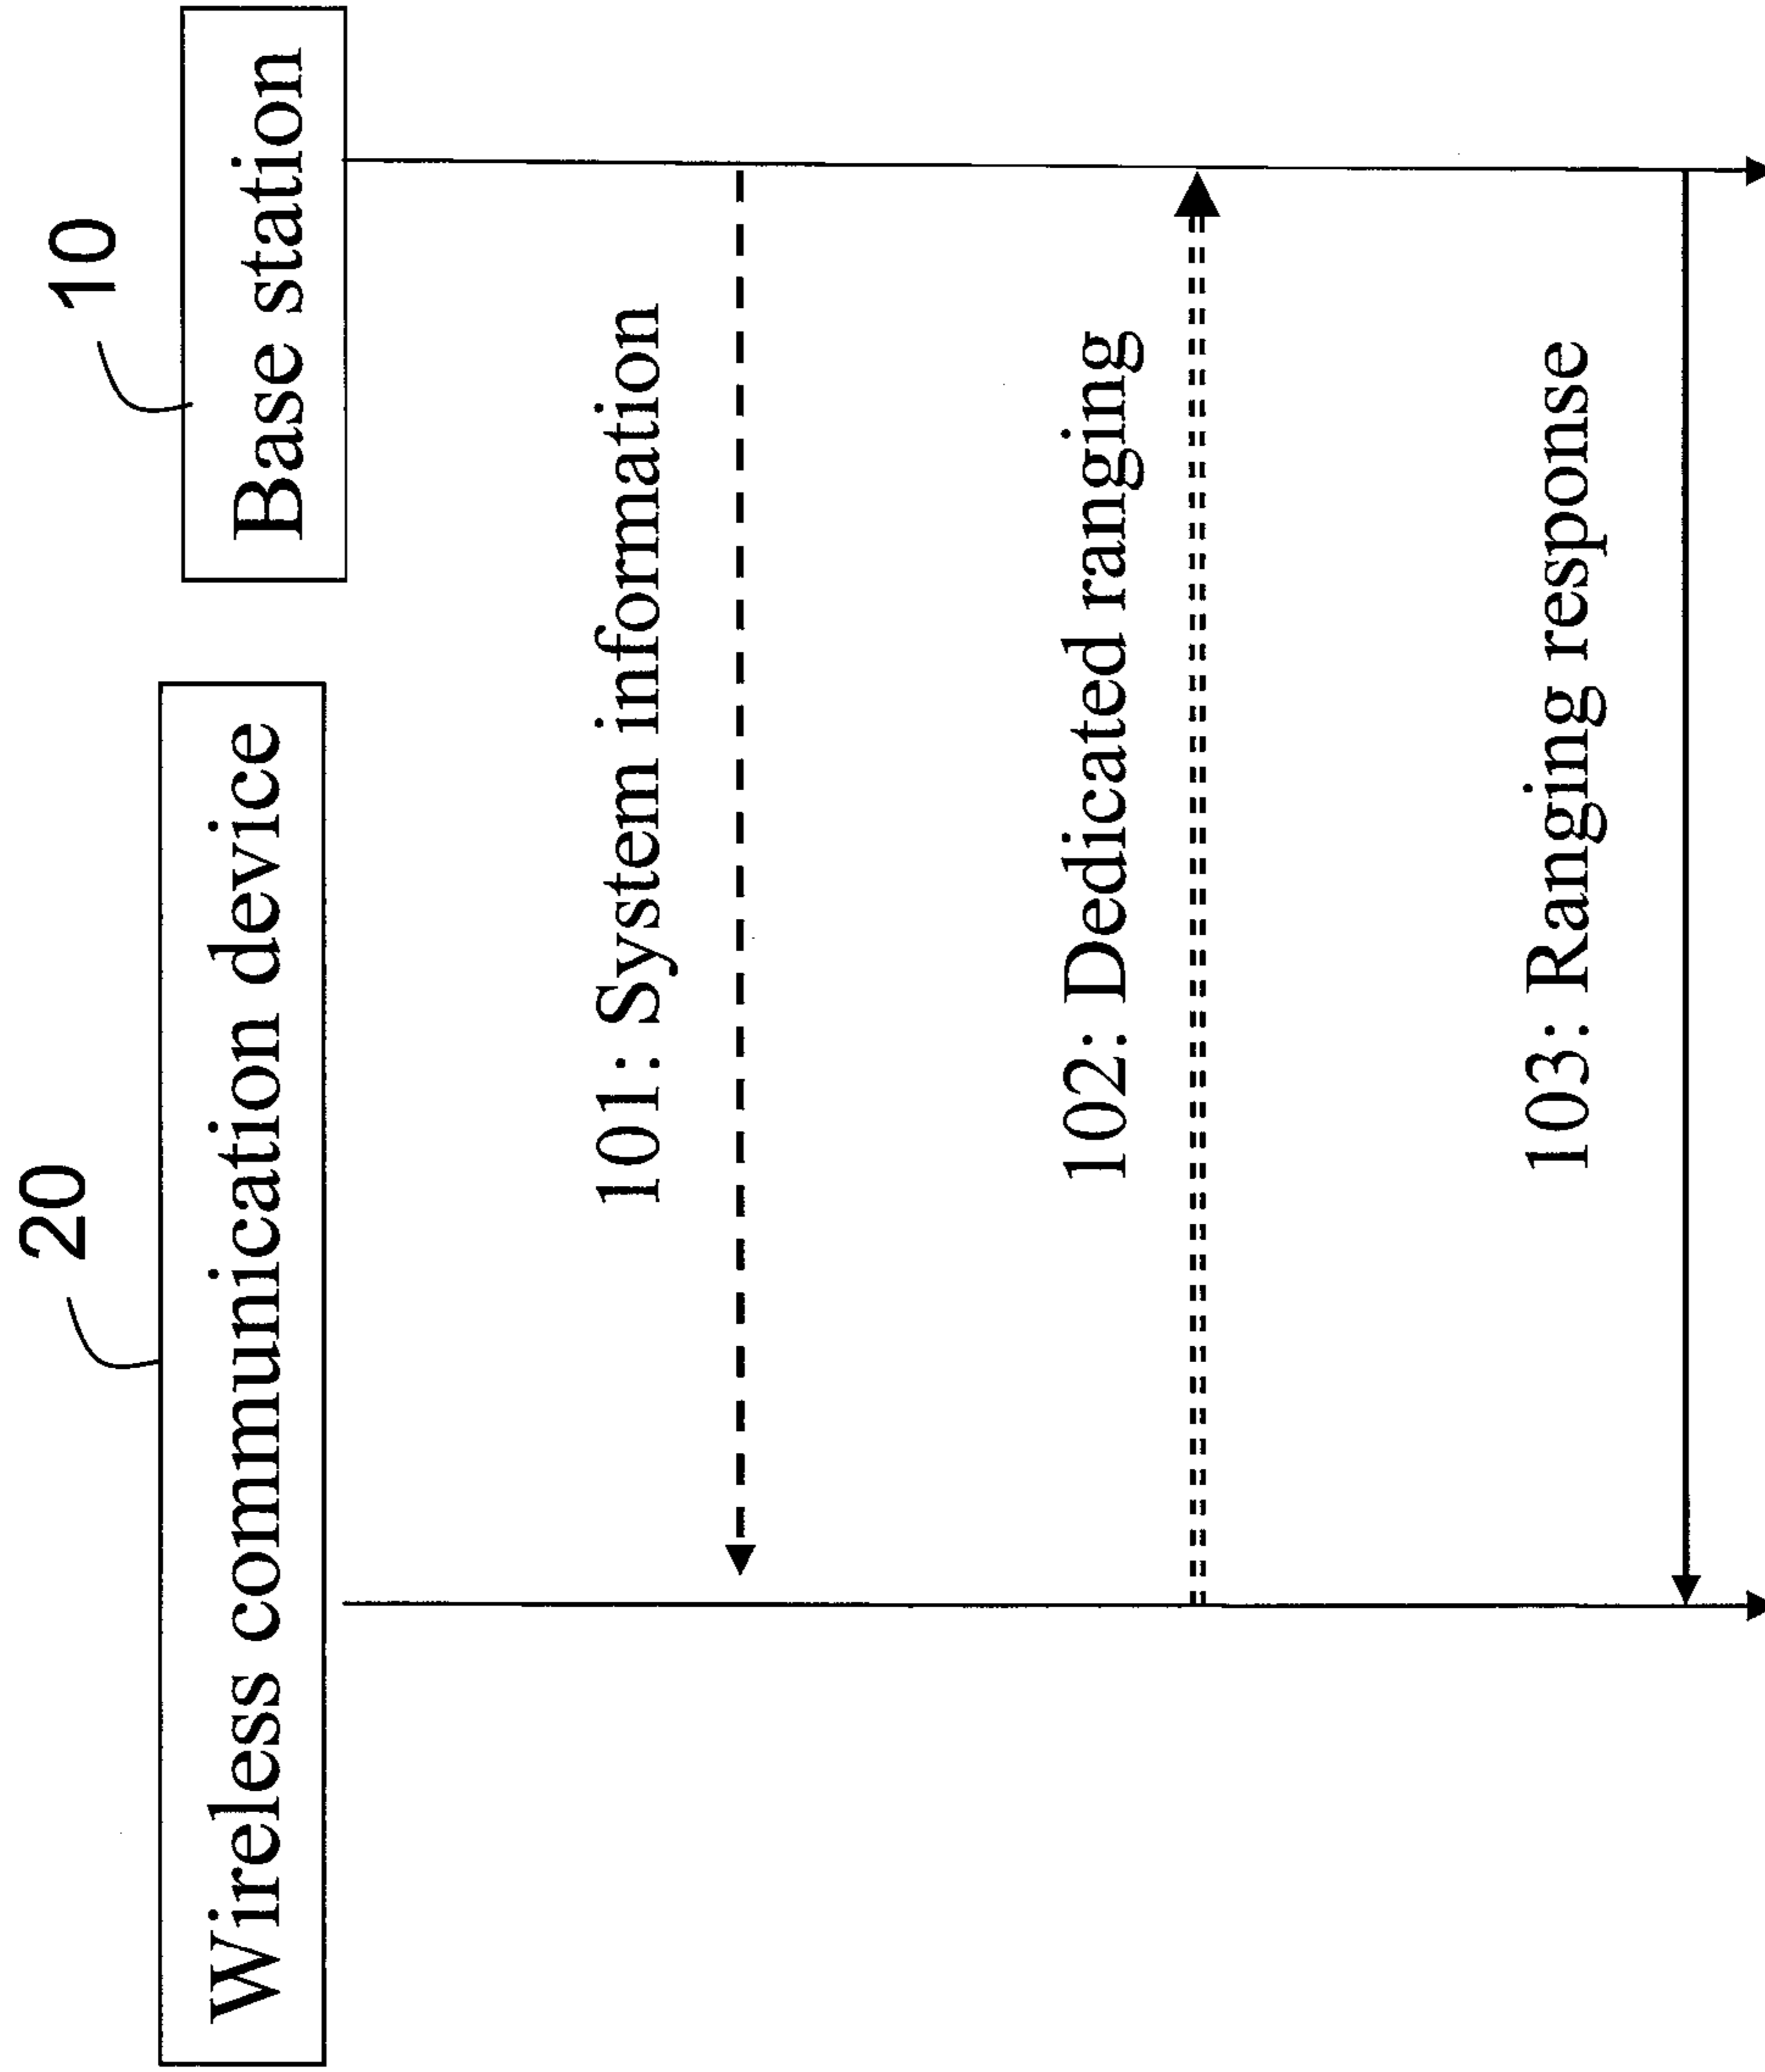 20
10
Wireless communication device
Base station
101: System information
102: Dedicated ranging
103: Ranging response